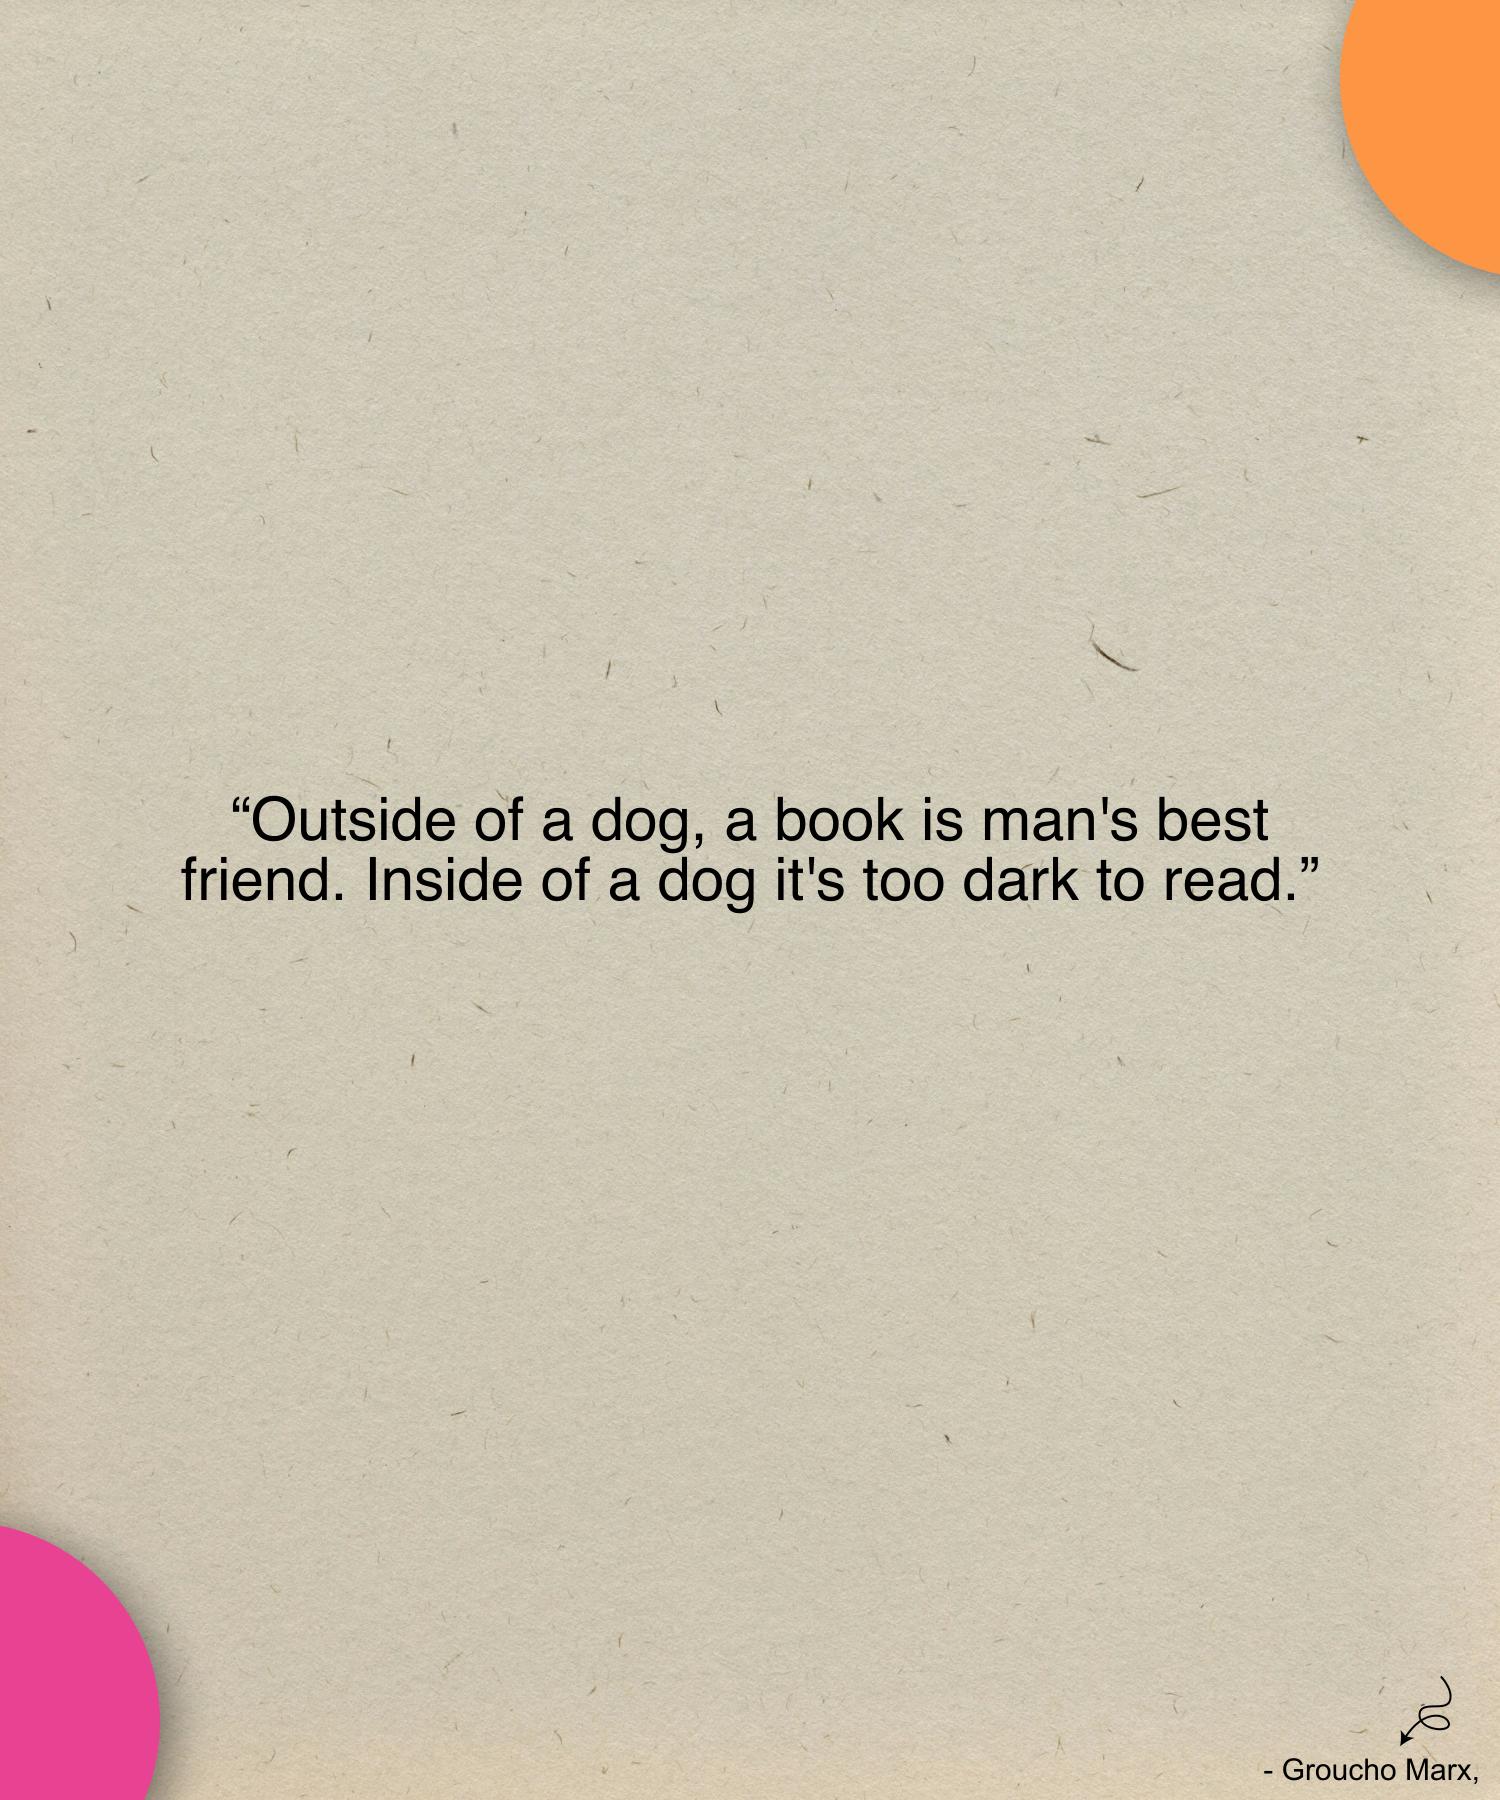 “Outside of a dog, a book is man's best
friend. Inside of a dog it's too dark to read.”
- Groucho Marx,